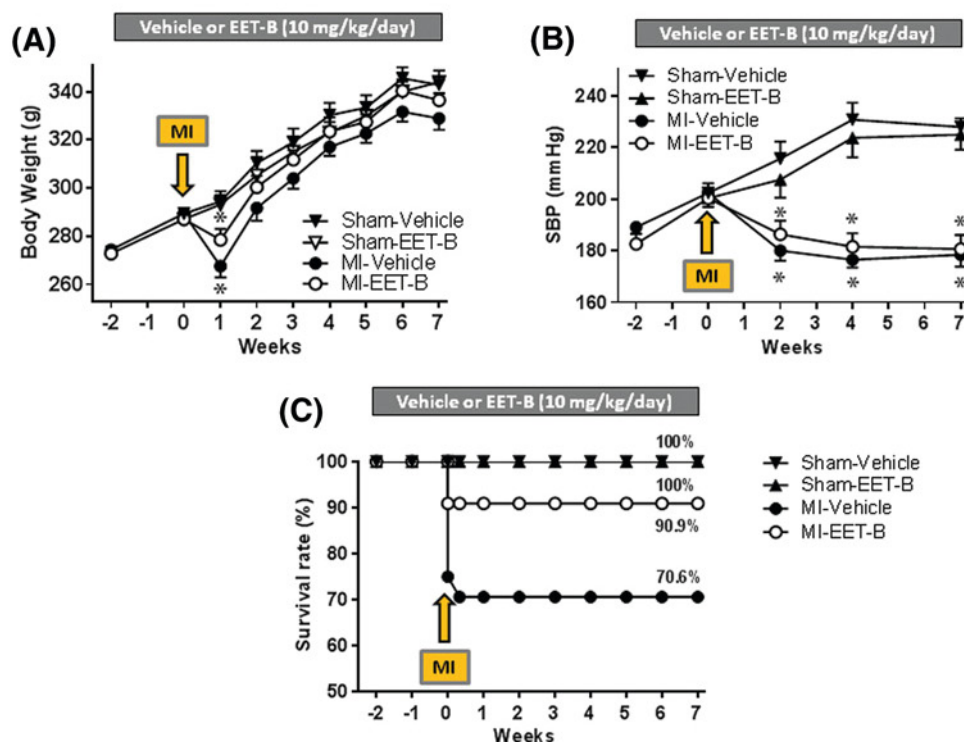 (A)
Vehicle or EET-B (10 mg/kg/day)
Body Weight (g)
340
320
300
280
260
MI
*
*
Sham-Vehicle
Sham-EET-B
MI-Vehicle
MI-EET-B
-2 -1 0 1 2 3 4 5 6 7
Weeks
(B)
Vehicle or EET-B (10 mg/kg/day)
Sham-Vehicle
Sham-EET-B
MI-Vehicle
MI-EET-B
SBP (mmHg)
220
200
180
160
MI
* * *
* * *
-2 -1 0 1 2 3 4 7
Weeks
(C)
Vehicle or EET-B (10 mg/kg/day)
Survival rate (%)
100
90
80
70
60
50
100%
100%
90.9%
70.6%
MI
-2 -1 0 1 2 3 4 5 6 7
Weeks
Sham-Vehicle
Sham-EET-B
MI-Vehicle
MI-EET-B